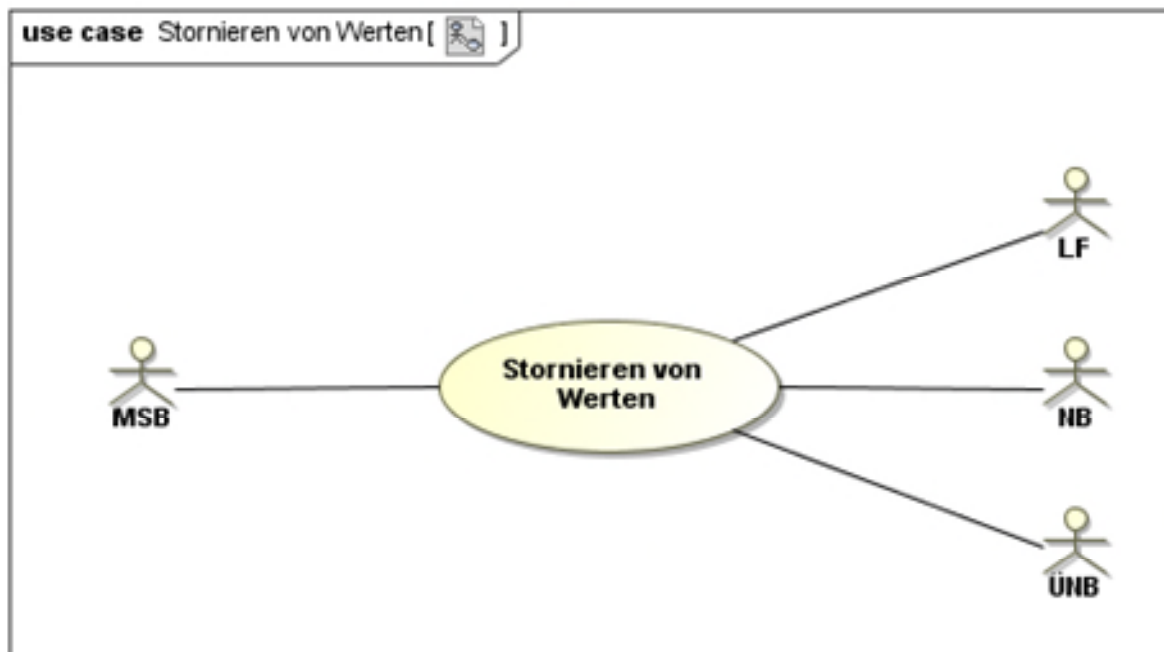 use case Stornieren von Werten [ ]
LF
Stornieren von
Werten
MSB
NB
ÜNB